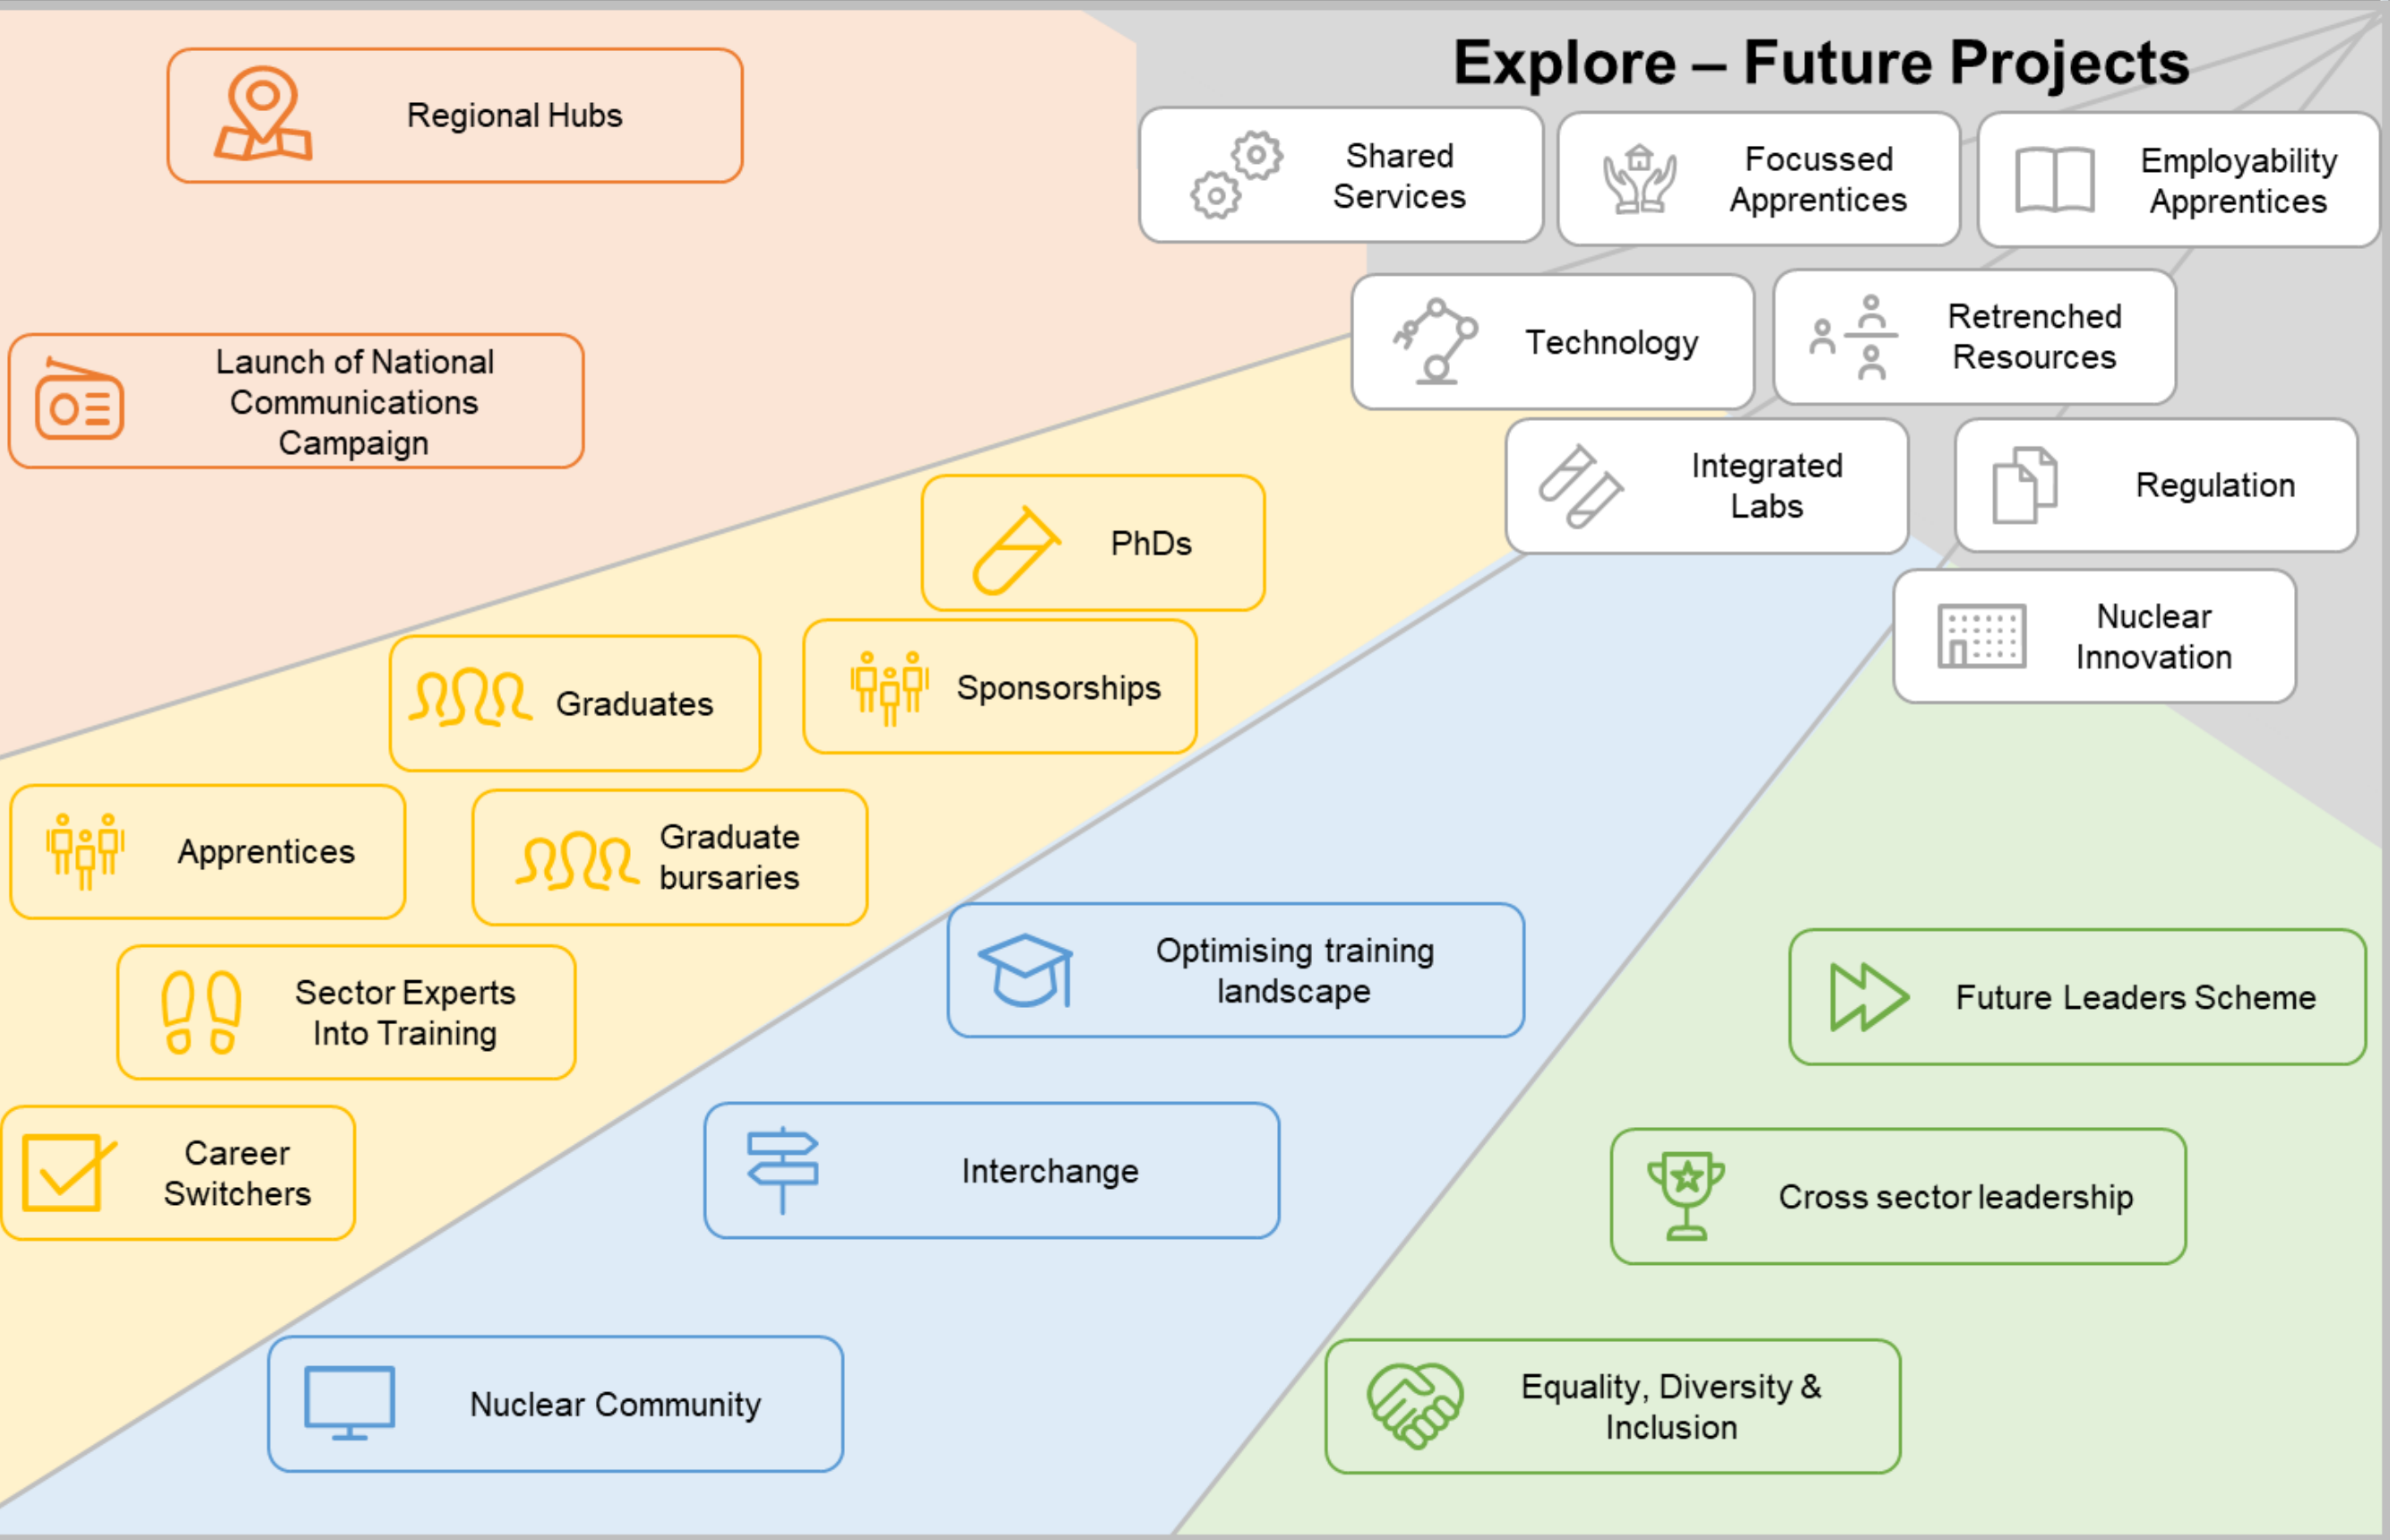 Explore – Future Projects
Regional Hubs
Shared
Services
Focussed
Apprentices
Employability
Apprentices
Launch of National
Communications
Campaign
Technology
Retrenched
Resources
Integrated
Labs
Regulation
PhDs
Nuclear
Innovation
Graduates
Sponsorships
Apprentices
Graduate
bursaries
Sector Experts
Into Training
Optimising training
landscape
Future Leaders Scheme
Career
Switchers
Interchange
Cross sector leadership
Nuclear Community
Equality, Diversity &
Inclusion